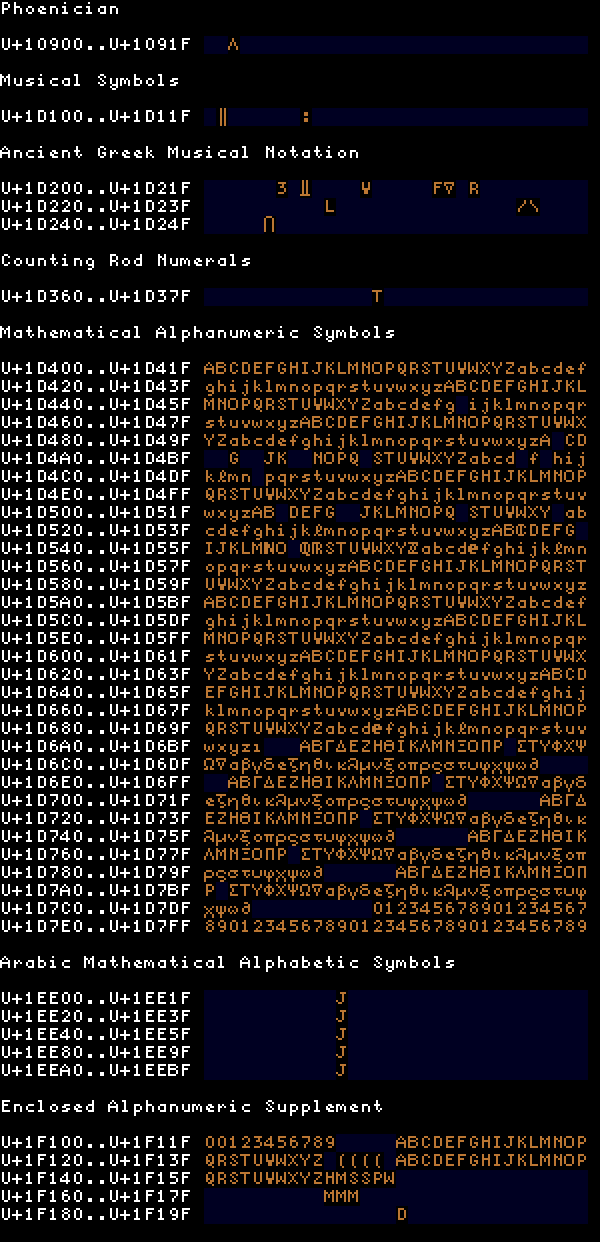 Phoenician
U+10900..U+1091F Λ
Musical Symbols
U+1D100..U+1D11F ‖ :
Ancient Greek Musical Notation
U+1D200..U+1D21F 3 Ⅱ V F∇ R
U+1D220..U+1D23F L /\
U+1D240..U+1D24F ⋂
Counting Rod Numerals
U+1D360..U+1D37F T
Mathematical Alphanumeric Symbols
U+1D400..U+1D41F ABCDEFGHIJKLMNOPQRSTUVWXYZabcdef
U+1D420..U+1D43F ghijklmnopqrstuvwxyzABCDEFGHIJKL
U+1D440..U+1D45F MNOPQRSTUVWXYZabcdefg ijklmnopqr
U+1D460..U+1D47F stuvwxyzABCDEFGHIJKLMNOPQRSTUVWX
U+1D480..U+1D49F YZabcdefghijklmnopqrstuvwxyzA CD
U+1D4A0..U+1D4BF G JK NOPQ STUVWXYZabcd f hij
U+1D4C0..U+1D4DF kℓmn pqrstuvwxyzABCDEFGHIJKLMNOP
U+1D4E0..U+1D4FF QRSTUVWXYZabcdefghijklmnopqrstuv
U+1D500..U+1D51F wxyzAB DEFG JKLMNOPQ STUVWXY ab
U+1D520..U+1D53F cdefghijkℓmnopqrstuvwxyzABℂDEFG
U+1D540..U+1D55F IJKLMNO ℚℝSTUVWXYℤabcdefghijkℓmn
U+1D560..U+1D57F opqrstuvwxyzABCDEFGHIJKLMNOPQRST
U+1D580..U+1D59F UVWXYZabcdefghijklmnopqrstuvwxyz
U+1D5A0..U+1D5BF ABCDEFGHIJKLMNOPQRSTUVWXYZabcdef
U+1D5C0..U+1D5DF ghijklmnopqrstuvwxyzABCDEFGHIJKL
U+1D5E0..U+1D5FF MNOPQRSTUVWXYZabcdefghijklmnopqr
U+1D600..U+1D61F stuvwxyzABCDEFGHIJKLMNOPQRSTUVWX
U+1D620..U+1D63F YZabcdefghijklmnopqrstuvwxyzABCD
U+1D640..U+1D65F EFGHIJKLMNOPQRSTUVWXYZabcdefghij
U+1D660..U+1D67F klmnopqrstuvwxyzABCDEFGHIJKLMNOP
U+1D680..U+1D69F QRSTUVWXYZabcdefghijklmnopqrstuv
U+1D6A0..U+1D6BF wxyzı ΑΒΓΔΕΖΗΘΙΚΛΜΝΞΟΠΡ ΣΤΥΦΧΨ
U+1D6C0..U+1D6DF Ω∇αβγδεζηθικλμνξοπρςστυφχψω∂
U+1D6E0..U+1D6FF ΑΒΓΔΕΖΗΘΙΚΛΜΝΞΟΠΡ ΣΤΥΦΧΨΩ∇αβγδ
U+1D700..U+1D71F εζηθικλμνξοπρςστυφχψω∂ ΑΒΓΔ
U+1D720..U+1D73F ΕΖΗΘΙΚΛΜΝΞΟΠΡ ΣΤΥΦΧΨΩ∇αβγδεζηθικ
U+1D740..U+1D75F λμνξοπρςστυφχψω∂ ΑΒΓΔΕΖΗΘΙΚ
U+1D760..U+1D77F ΛΜΝΞΟΠΡ ΣΤΥΦΧΨΩ∇αβγδεζηθικλμνξοπ
U+1D780..U+1D79F ρςστυφχψω∂ ΑΒΓΔΕΖΗΘΙΚΛΜΝΞΟΠ
U+1D7A0..U+1D7BF Ρ ΣΤΥΦΧΨΩ∇αβγδεζηθικλμνξοπρςστυφ
U+1D7C0..U+1D7DF χψω∂ 012345678901234567
U+1D7E0..U+1D7FF 89012345678901234567890123456789
Arabic Mathematical Alphabetic Symbols
U+1EE00..U+1EE1F J
U+1EE20..U+1EE3F J
U+1EE40..U+1EE5F J
U+1EE80..U+1EE9F J
U+1EEA0..U+1EEBF J
Enclosed Alphanumeric Supplement
U+1F100..U+1F11F 00123456789 ABCDEFGHIJKLMNOP
U+1F120..U+1F13F QRSTUVWXYZ (((( ABCDEFGHIJKLMNOP
U+1F140..U+1F15F QRSTUVWXYZHMSSPW
U+1F160..U+1F17F MMM
U+1F180..U+1F19F D